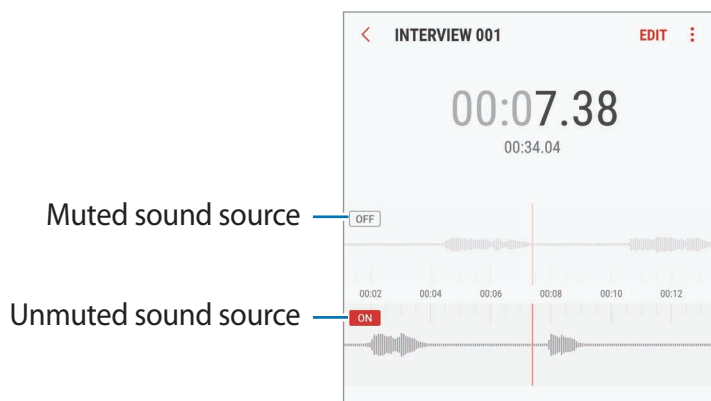 INTERVIEW 001 EDIT
00:07.38
00:34.04
Muted sound source
OFF
00:02 00:04 00:06 00:08 00:10 00:12
Unmuted sound source
ON